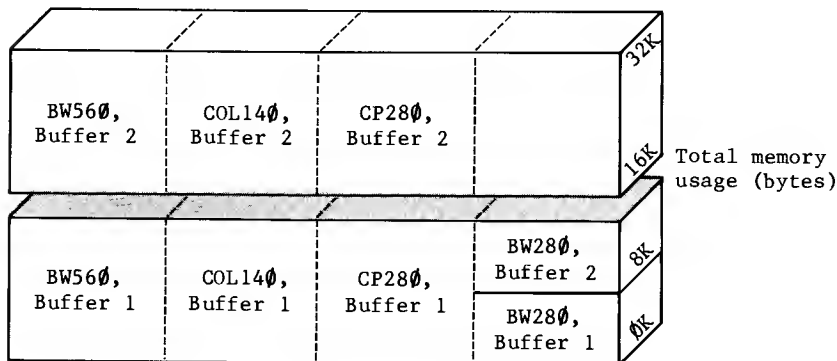 32K
BW56Ø,
Buffer 2
COL14Ø,
Buffer 2
CP28Ø,
Buffer 2
16K
Total memory
usage (bytes)
BW56Ø,
Buffer 1
COL14Ø,
Buffer 1
CP28Ø,
Buffer 1
BW28Ø,
Buffer 2
8K
BW28Ø,
Buffer 1
ØK